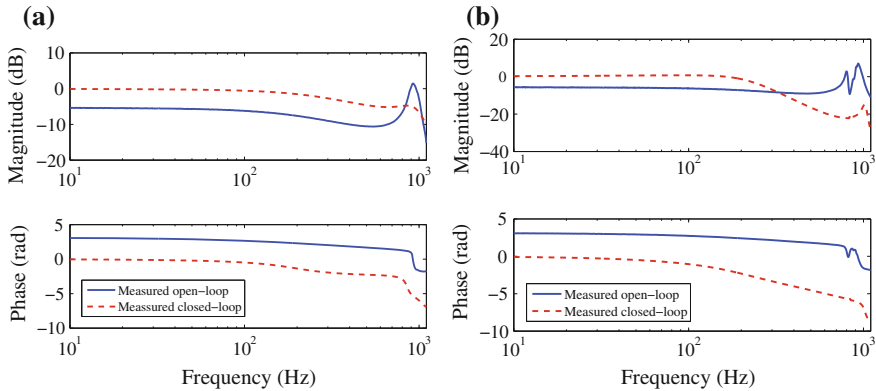 (a)
Magnitude (dB)
10
0
−10
−20
10^1
10^2
10^3
Phase (rad)
5
0
−5
−10
Measured open-loop
Meassured closed-loop
10^1
10^2
10^3
Frequency (Hz)
(b)
Magnitude (dB)
20
0
−20
−40
10^1
10^2
10^3
Phase (rad)
5
0
−5
−10
Measured open-loop
Measured closed-loop
10^1
10^2
10^3
Frequency (Hz)